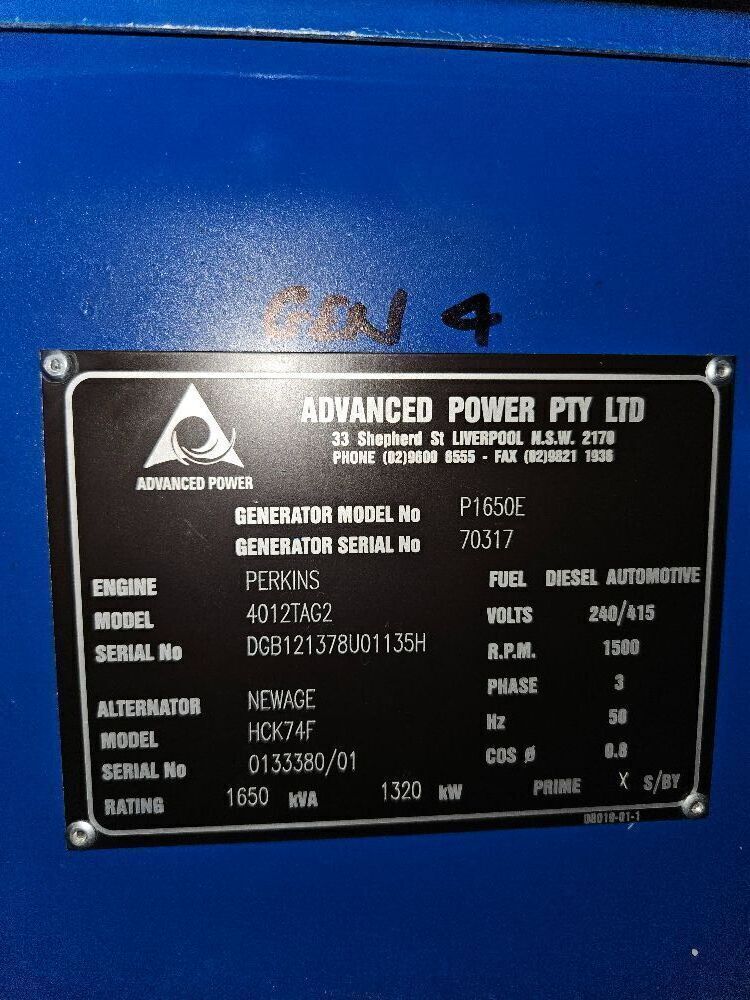 GEN 4
ADVANCED POWER PTY LTD
33 Shepherd St LIVERPOOL N.S.W. 2170
PHONE (02)9600 8555 - FAX (02)9821 1936
ADVANCED POWER
GENERATOR MODEL No P1650E
GENERATOR SERIAL No 70317
ENGINE PERKINS FUEL DIESEL AUTOMOTIVE
MODEL 4012TAG2 VOLTS 240/415
SERIAL No DGB121378U01135H R.P.M. 1500
PHASE 3
ALTERNATOR NEWAGE
MODEL HCK74F Hz 50
SERIAL No 0133380/01 COS Ø 0.8
RATING 1650 kVA 1320 kW PRIME X S/BY
08019-01-1